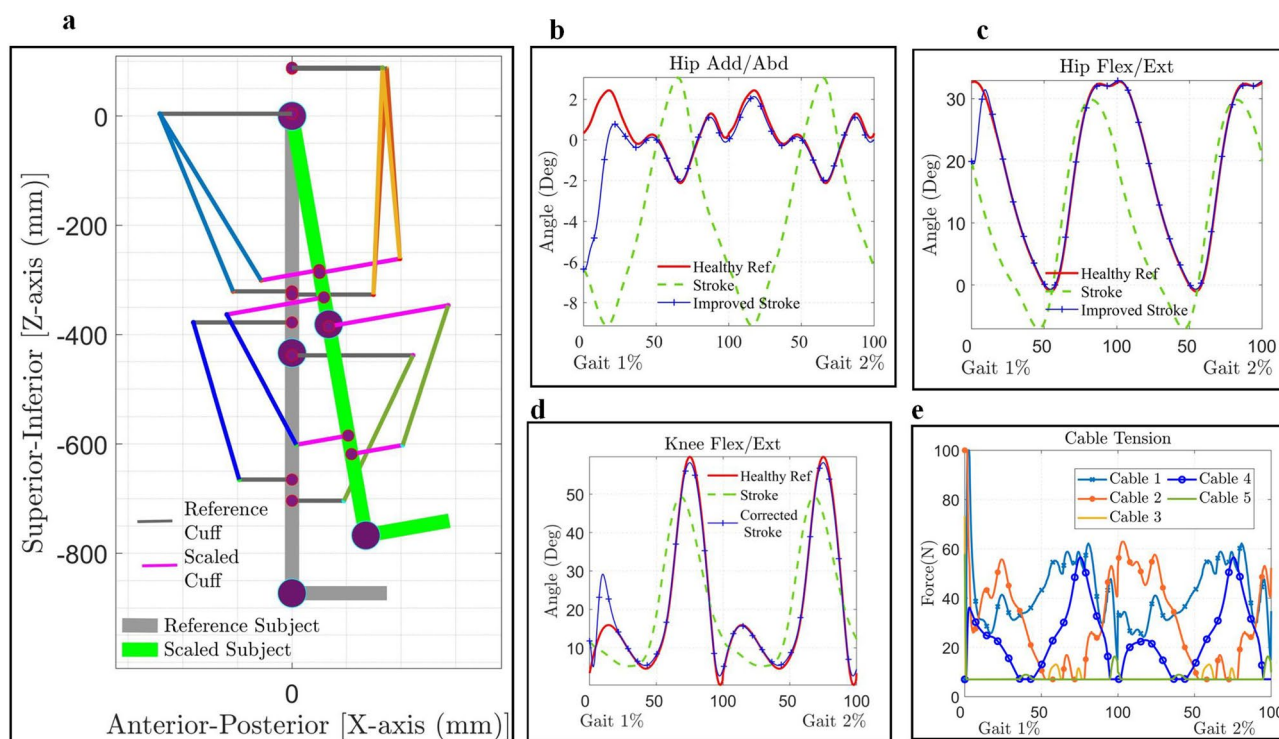 a
0
-200
-400
-600
-800
Superior-Inferior [Z-axis (mm)]
Reference
Cuff
Scaled
Cuff
Reference Subject
Scaled Subject
0
Anterior-Posterior [X-axis (mm)]
b
Hip Add/Abd
2
0
-2
-4
-6
-8
Angle (Deg)
Healthy Ref
Stroke
Improved Stroke
0 50 100 50 100
Gait 1% Gait 2%
c
Hip Flex/Ext
30
20
10
0
Angle (Deg)
Healthy Ref
Stroke
Improved Stroke
0 50 100 50 100
Gait 1% Gait 2%
d
Knee Flex/Ext
50
40
30
20
10
Angle (Deg)
Healthy Ref
Stroke
Corrected
Stroke
0 50 100 50 100
Gait 1% Gait 2%
e
Cable Tension
100
80
60
40
20
0
Force(N)
Cable 1 Cable 4
Cable 2 Cable 5
Cable 3
0 50 100 50 100
Gait 1% Gait 2%